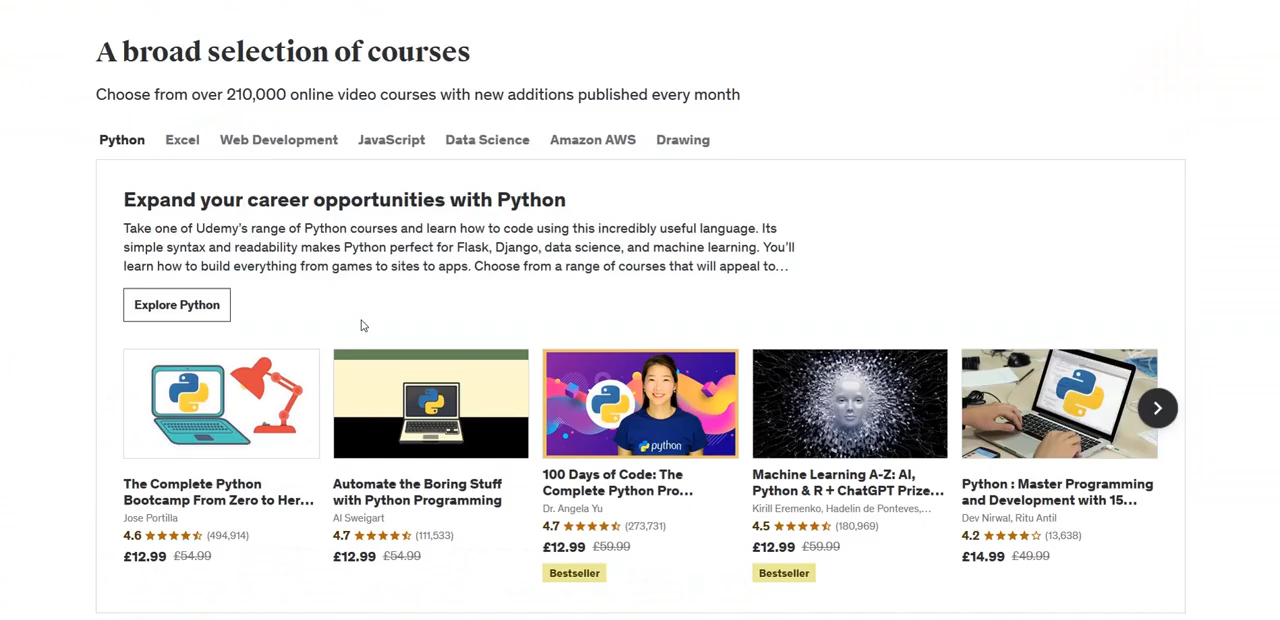 A broad selection of courses
Choose from over 210,000 online video courses with new additions published every month
Python Excel Web Development JavaScript Data Science Amazon AWS Drawing
Expand your career opportunities with Python
Take one of Udemy’s range of Python courses and learn how to code using this incredibly useful language. Its
simple syntax and readability makes Python perfect for Flask, Django, data science, and machine learning. You’ll
learn how to build everything from games to sites to apps. Choose from a range of courses that will appeal to…
Explore Python
python
The Complete Python
Bootcamp From Zero to Her…
Jose Portilla
4.6 (494,914)
£12.99 £54.99
Automate the Boring Stuff
with Python Programming
Al Sweigart
4.7 (111,533)
£12.99 £54.99
100 Days of Code: The
Complete Python Pro…
Dr. Angela Yu
4.7 (273,731)
£12.99 £59.99
Bestseller
Machine Learning A-Z: AI,
Python & R + ChatGPT Prize…
Kirill Eremenko, Hadelin de Ponteves,…
4.5 (180,969)
£12.99 £59.99
Bestseller
Python : Master Programming
and Development with 15…
Dev Nirwal, Ritu Antil
4.2 (13,638)
£14.99 £49.99